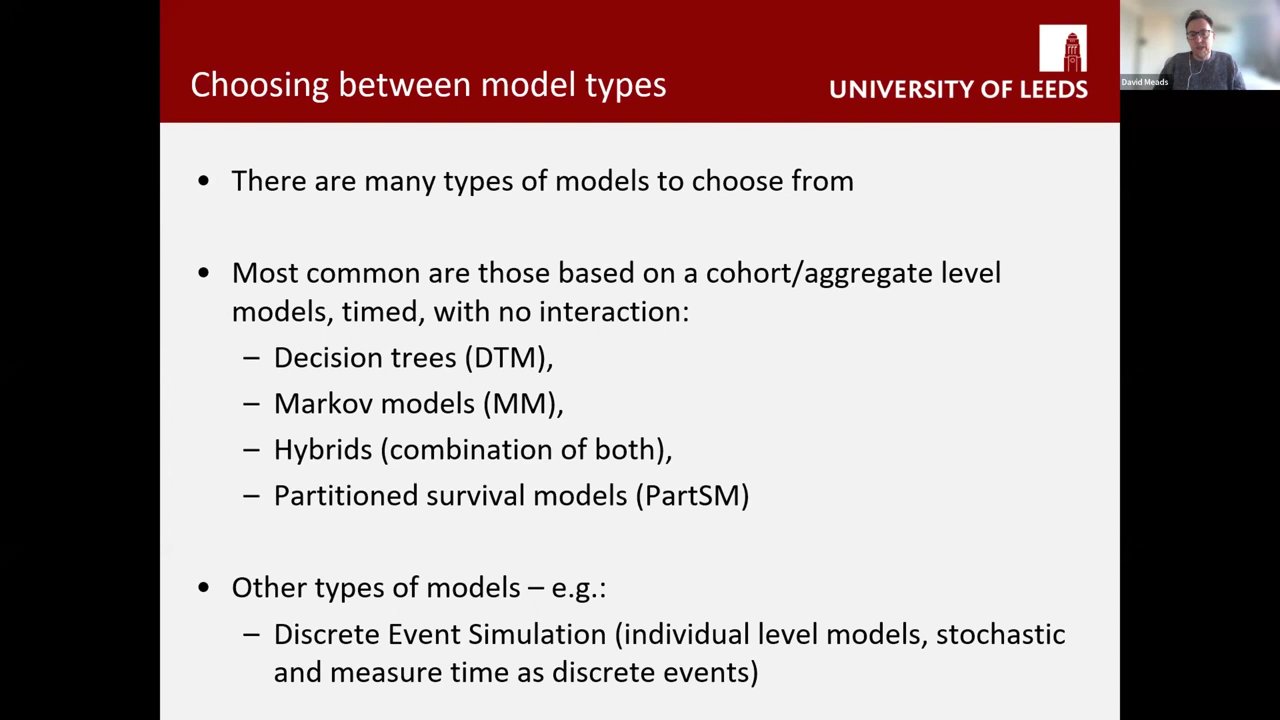 Choosing between model types
UNIVERSITY OF LEEDS
David Meads
• There are many types of models to choose from
• Most common are those based on a cohort/aggregate level
models, timed, with no interaction:
– Decision trees (DTM),
– Markov models (MM),
– Hybrids (combination of both),
– Partitioned survival models (PartSM)
• Other types of models – e.g.:
– Discrete Event Simulation (individual level models, stochastic
and measure time as discrete events)